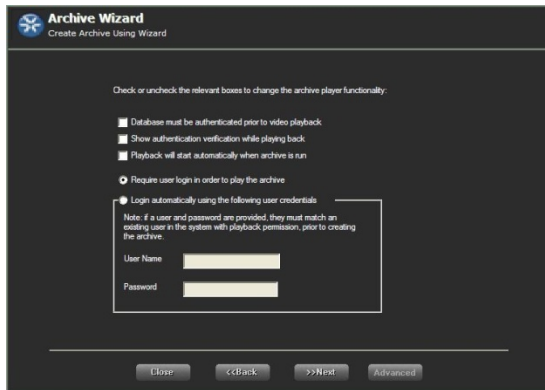 Archive Wizard
Create Archive Using Wizard
Check or uncheck the relevant boxes to change the archive player functionality:
Database must be authenticated prior to video playback
Show authentication verification while playing back
Playback will start automatically when archive is run
Require user login in order to play the archive
Login automatically using the following user credentials
Note: if a user and password are provided, they must match an
existing user in the system with playback permission, prior to creating
the archive.
User Name
Password
Close
<<Back
>>Next
Advanced